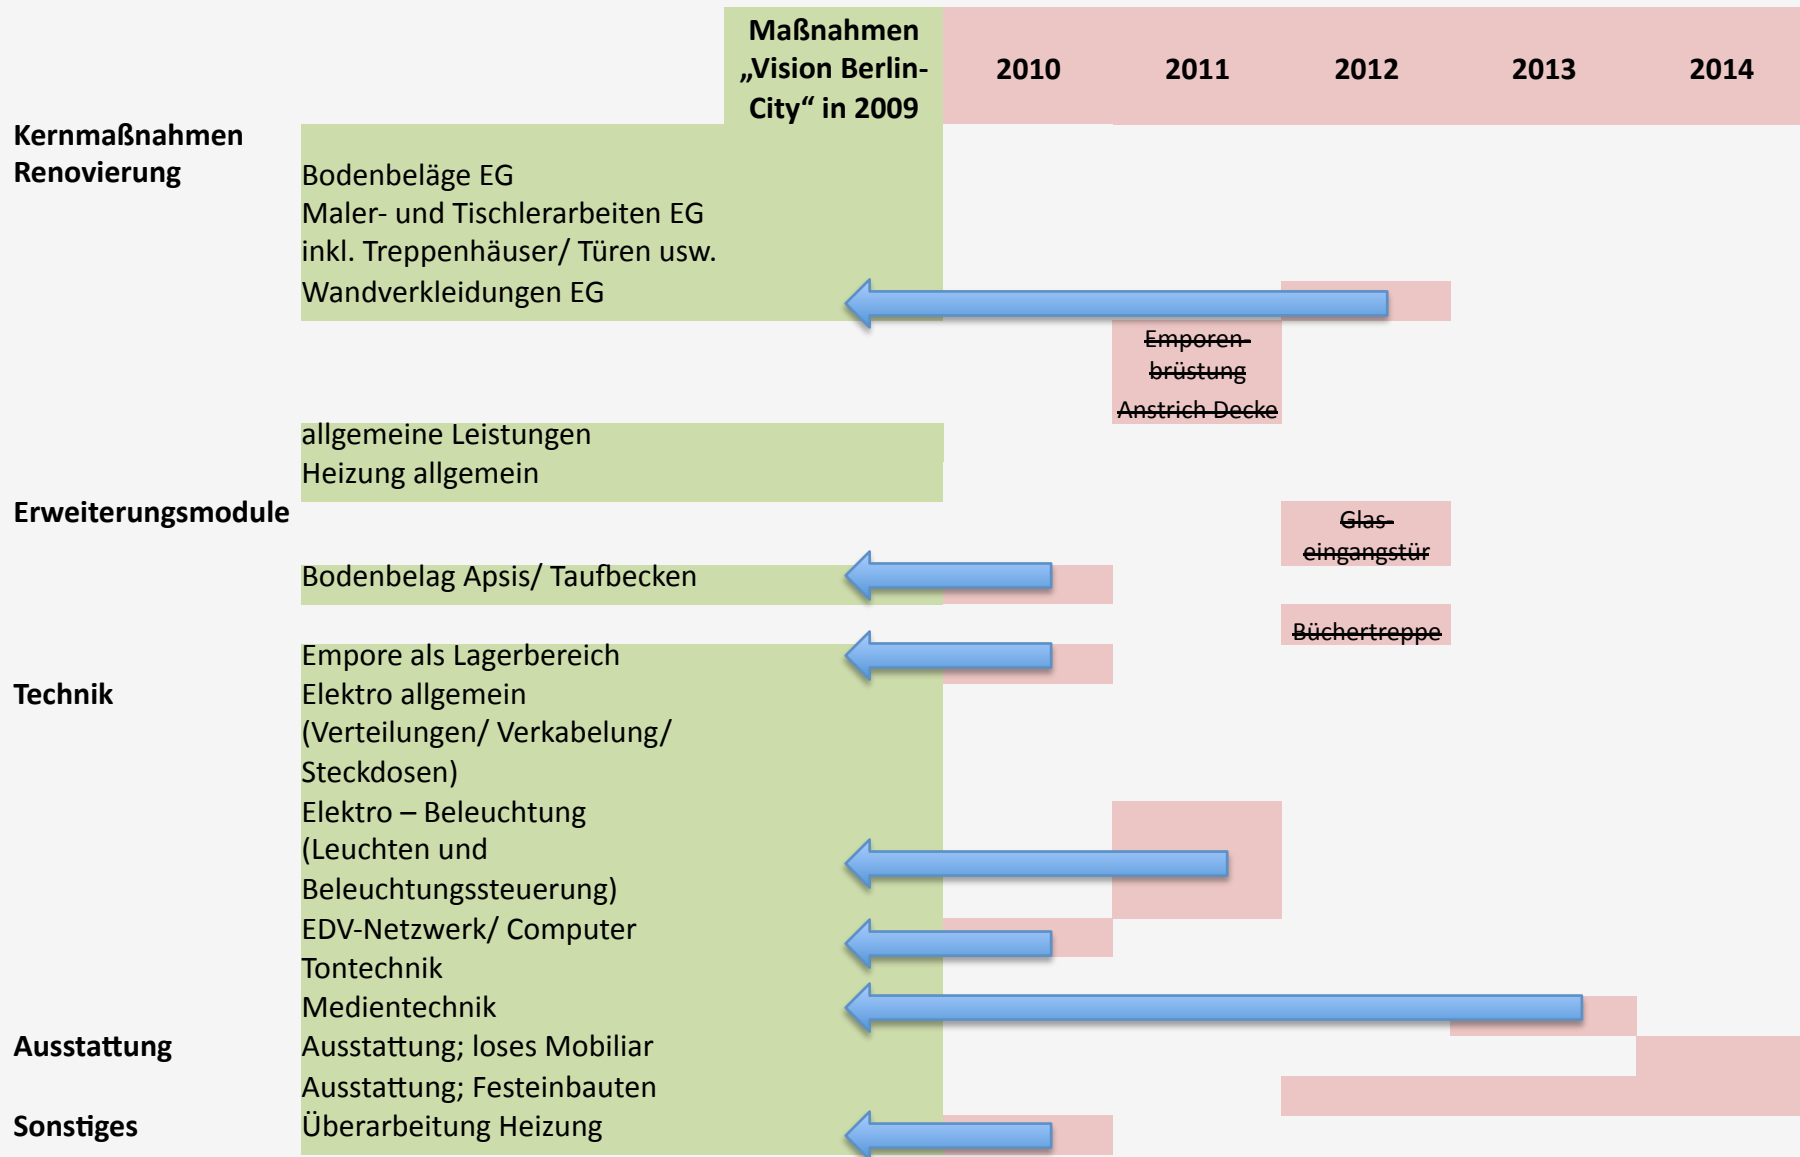 Maßnahmen
„Vision Berlin-
City“ in 2009
2010 2011 2012 2013 2014
Kernmaßnahmen
Renovierung
Bodenbeläge EG
Maler- und Tischlerarbeiten EG
inkl. Treppenhäuser/ Türen usw.
Wandverkleidungen EG
Emporen-
brüstung
Anstrich Decke
allgemeine Leistungen
Heizung allgemein
Erweiterungsmodule
Glas-
eingangstür
Bodenbelag Apsis/ Taufbecken
Büchertreppe
Empore als Lagerbereich
Technik
Elektro allgemein
(Verteilungen/ Verkabelung/
Steckdosen)
Elektro – Beleuchtung
(Leuchten und
Beleuchtungssteuerung)
EDV-Netzwerk/ Computer
Tontechnik
Medientechnik
Ausstattung
Ausstattung; loses Mobiliar
Ausstattung; Festeinbauten
Sonstiges
Überarbeitung Heizung